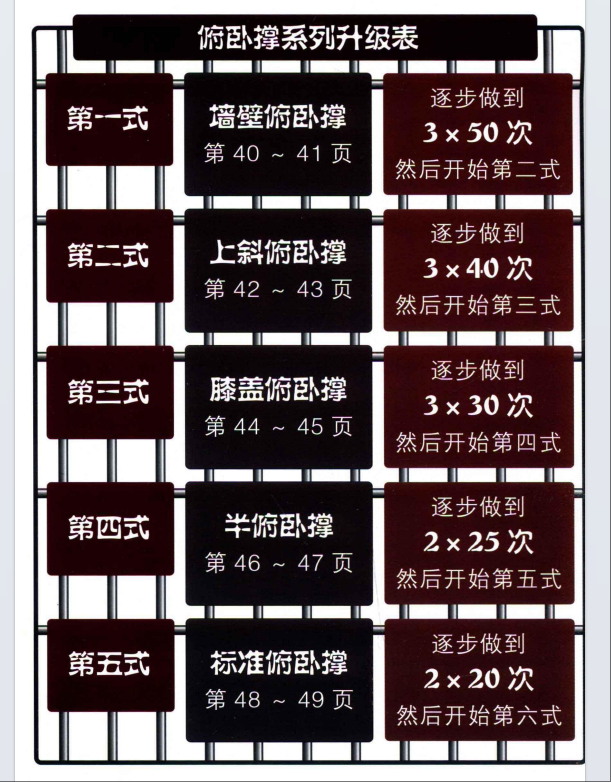 俯卧撑系列升级表
第一式
墙壁俯卧撑
第 40 ~ 41 页
逐步做到
3 × 50 次
然后开始第二式
第二式
上斜俯卧撑
第 42 ~ 43 页
逐步做到
3 × 40 次
然后开始第三式
第三式
膝盖俯卧撑
第 44 ~ 45 页
逐步做到
3 × 30 次
然后开始第四式
第四式
半俯卧撑
第 46 ~ 47 页
逐步做到
2 × 25 次
然后开始第五式
第五式
标准俯卧撑
第 48 ~ 49 页
逐步做到
2 × 20 次
然后开始第六式